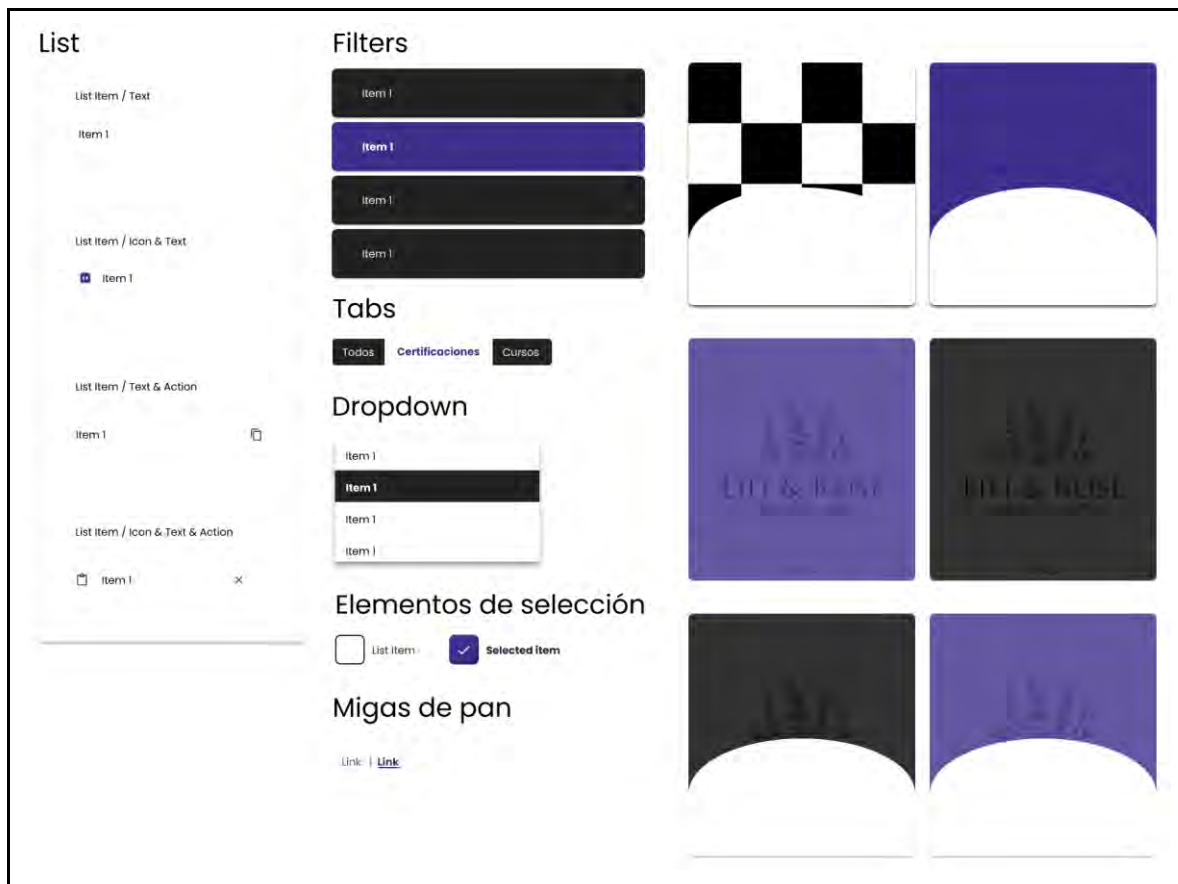 List
List Item / Text
Item 1
List Item / Icon & Text
Item 1
List Item / Text & Action
Item 1
List Item / Icon & Text & Action
Item 1
Filters
Item 1
Item 1
Item 1
Item 1
Tabs
Todos Certificaciones Cursos
Dropdown
Item 1
Item 1
Item 1
Item 1
Elementos de selección
List item Selected item
Migas de pan
Link | Link